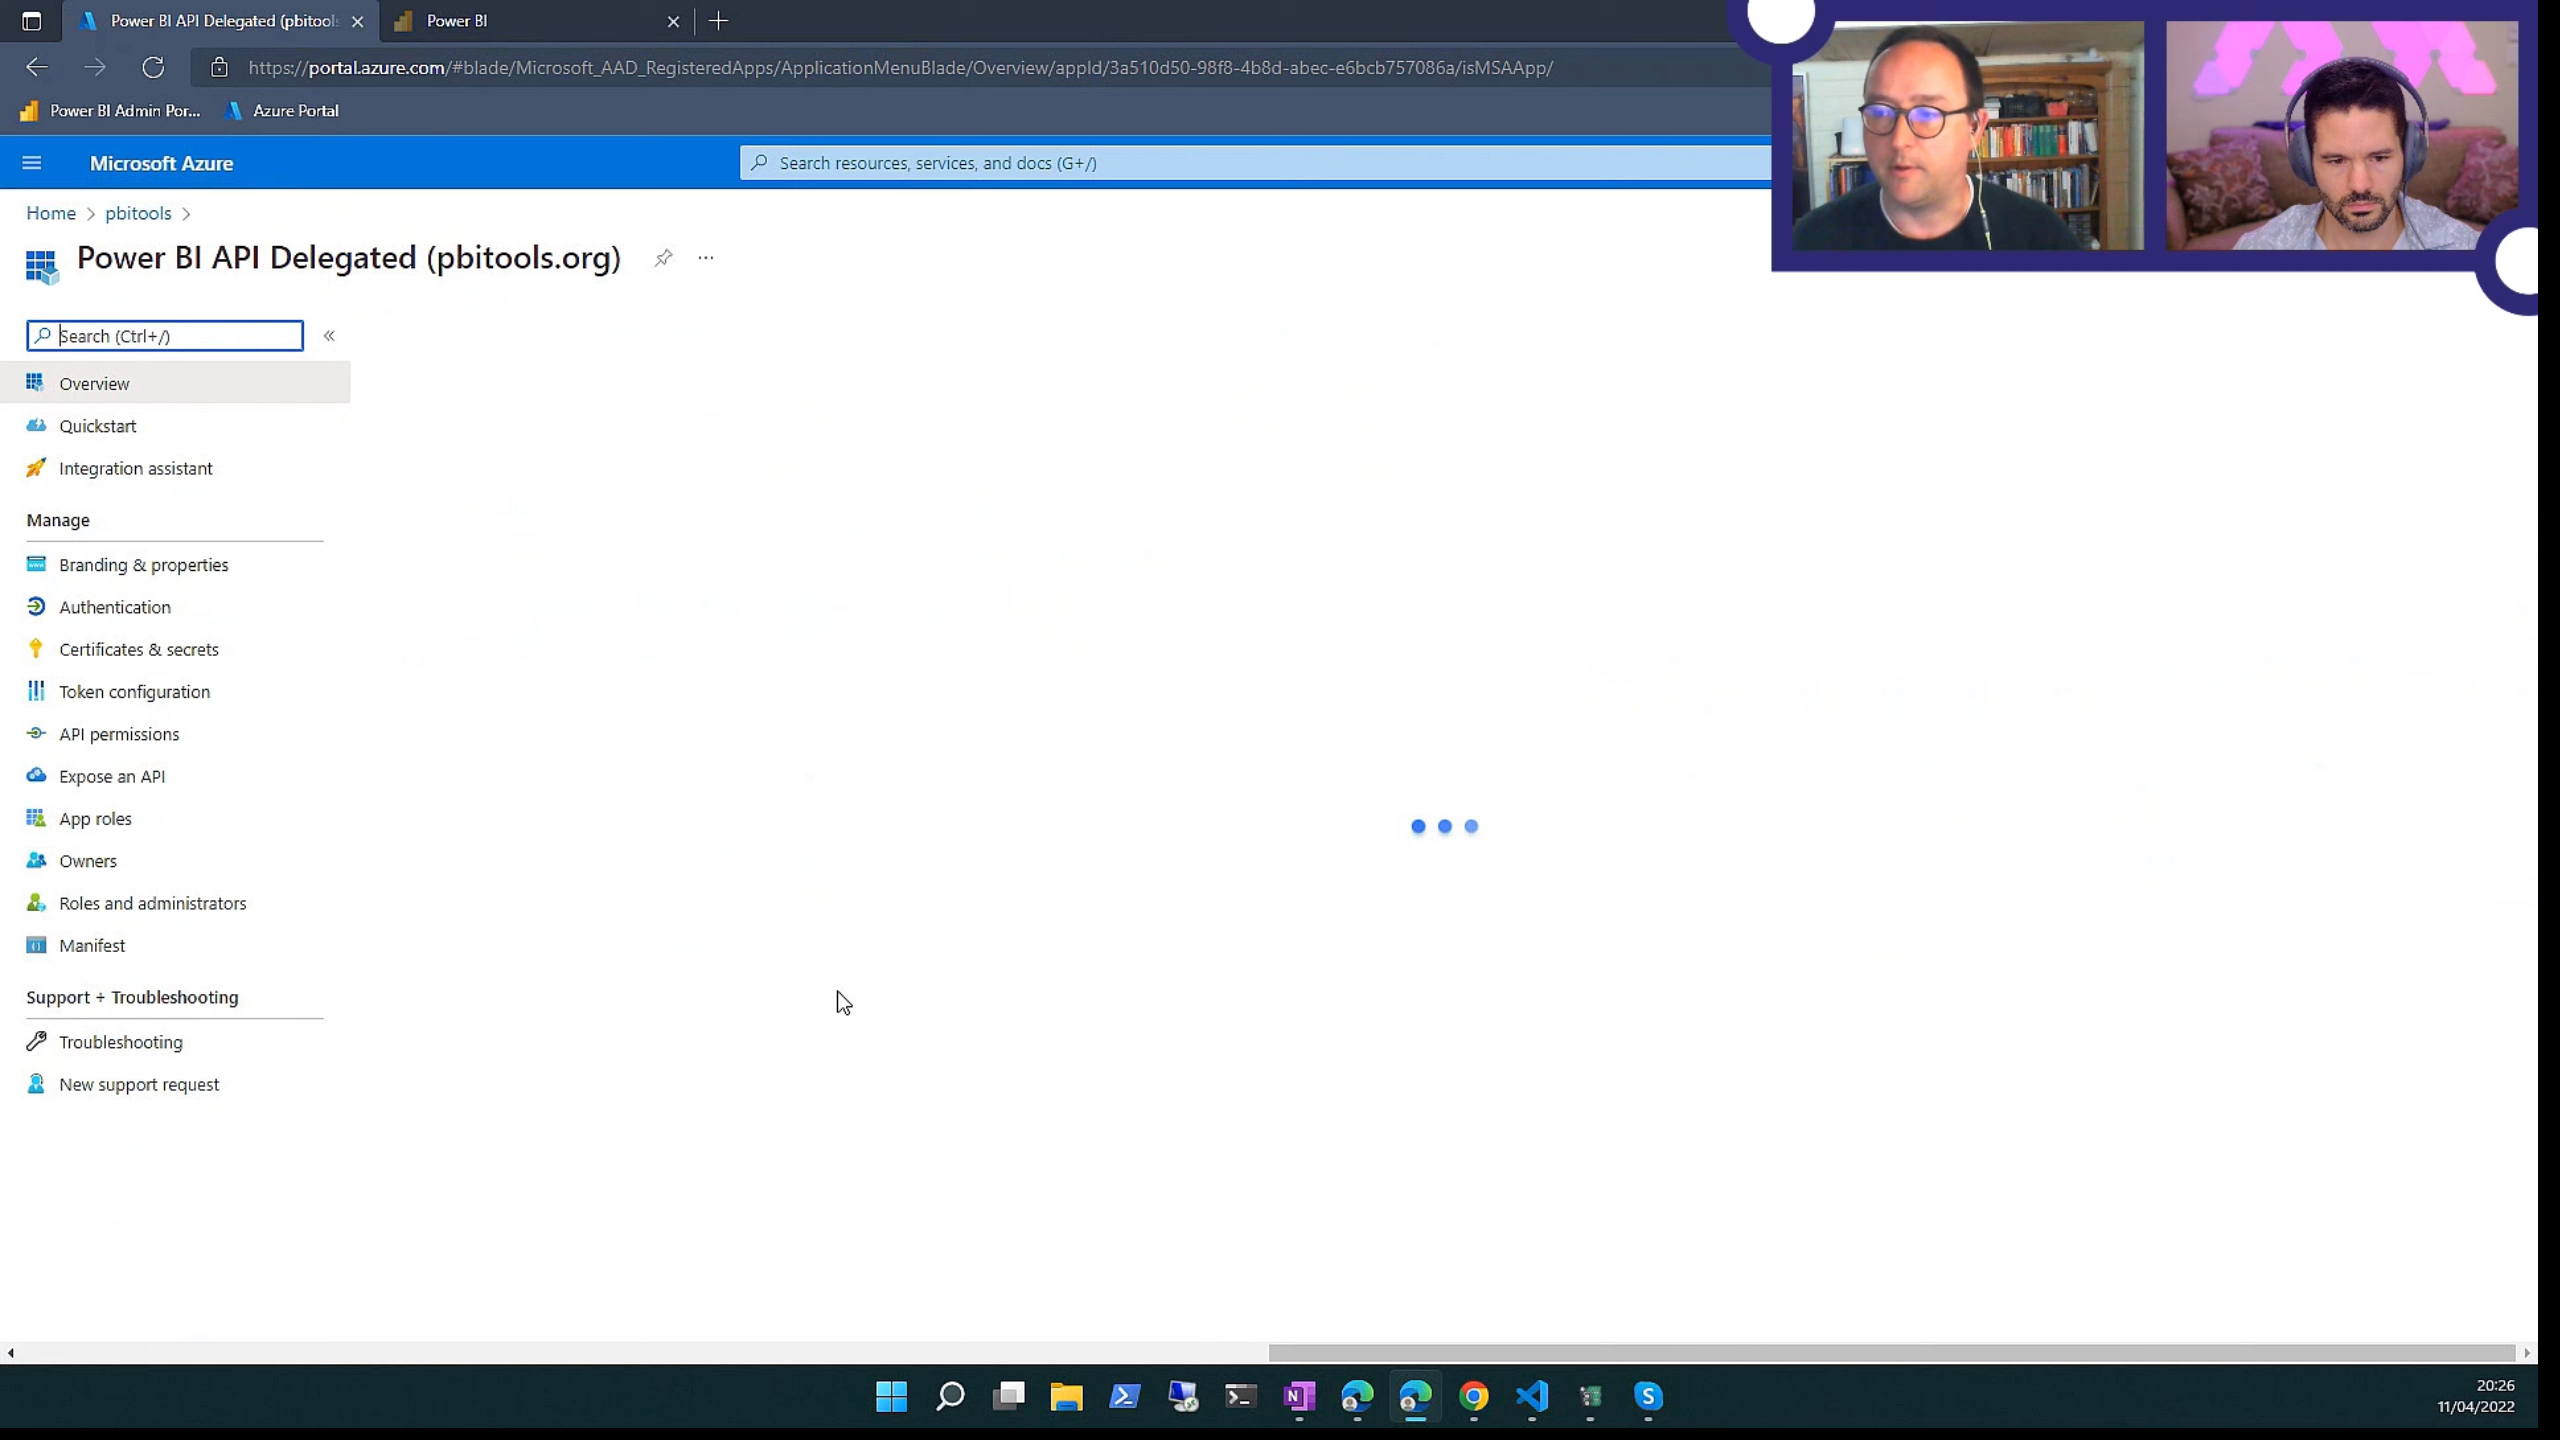 Power BI API Delegated (pbitool
Power BI
https://portal.azure.com/#blade/Microsoft_AAD_RegisteredApps/ApplicationMenuBlade/Overview/appId/3a510d50-98f8-4b8d-abec-e6bcb757086a/isMSAApp/
Power BI Admin Por...
Azure Portal
Microsoft Azure
Search resources, services, and docs (G+/)
Home
pbitools
Power BI API Delegated (pbitools.org)
Search (Ctrl+/)
Overview
Quickstart
Integration assistant
Manage
Branding & properties
Authentication
Certificates & secrets
Token configuration
API permissions
Expose an API
App roles
Owners
Roles and administrators
Manifest
Support + Troubleshooting
Troubleshooting
New support request
20:26
11/04/2022